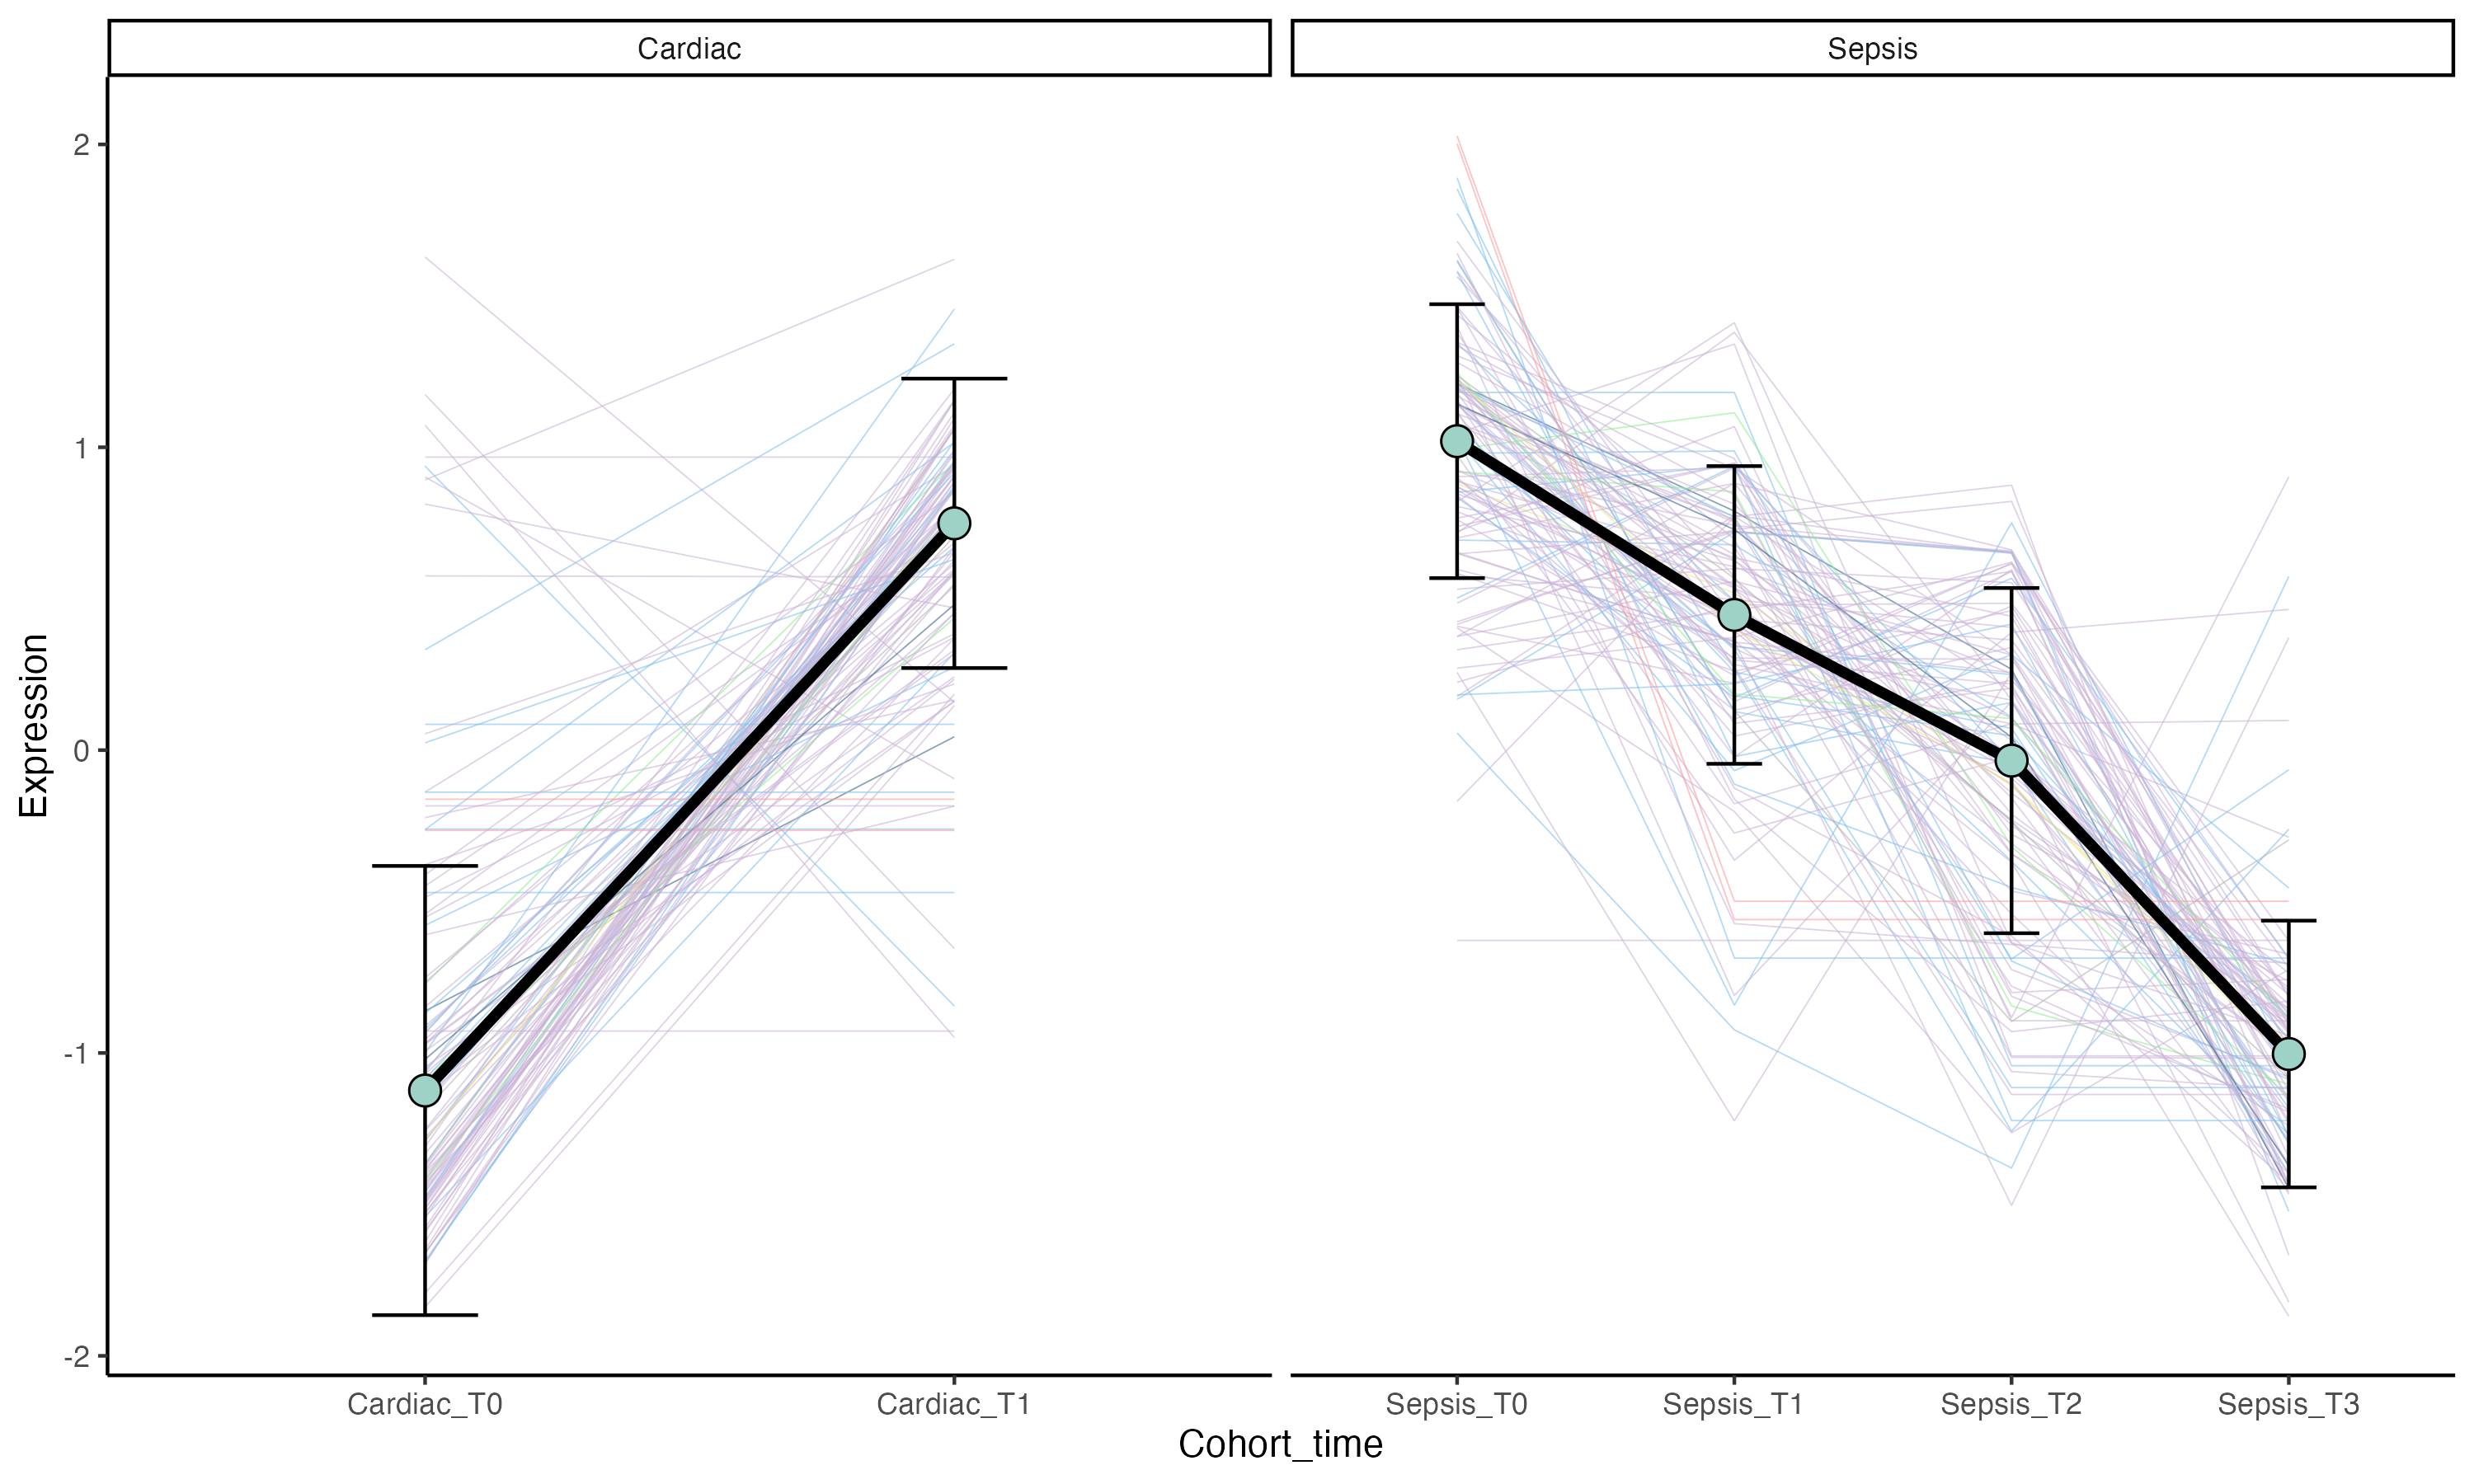 Cardiac
Sepsis
Expression
2
1
0
-1
-2
Cardiac_T0
Cardiac_T1
Sepsis_T0
Sepsis_T1
Sepsis_T2
Sepsis_T3
Cohort_time